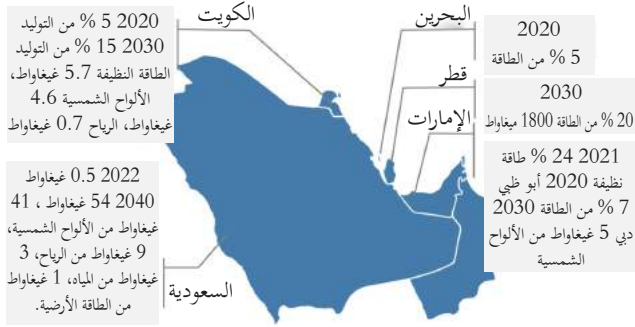 الكويت
2020 5 % من التوليد
2030 15 % من التوليد
الطاقة النظيفة 5.7 غيغاواط،
الألواح الشمسية 4.6
غيغاواط، الرياح 0.7 غيغاواط
البحرين
2020
5 % من الطاقة
قطر
2030
20 % من الطاقة 1800 ميغاواط
الإمارات
2021 24 % طاقة
نظيفة 2020 أبو ظبي
7 % من الطاقة 2030
دبي 5 غيغاواط من الألواح
الشمسية
السعودية
2022 0.5 غيغاواط
2040 54 غيغاواط ، 41
غيغاواط من الألواح الشمسية،
9 غيغاواط من الرياح، 3
غيغاواط من المياه، 1 غيغاواط
من الطاقة الأرضية.